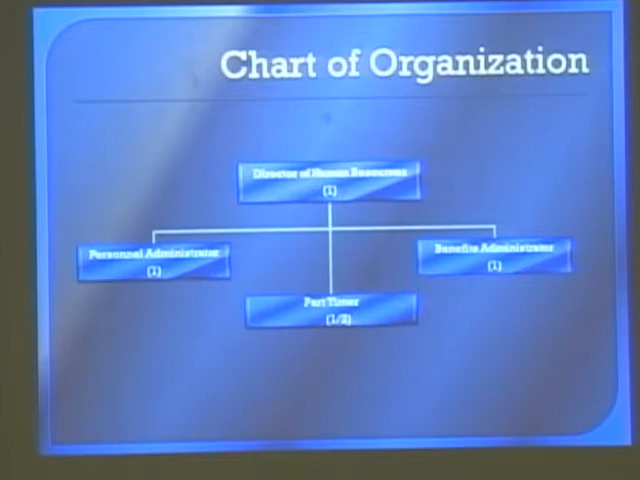 Chart of Organization
Director of Human Resources
(1)
Personnel Administrator
(1)
Benefits Administrator
(1)
Part Timer
(1/2)